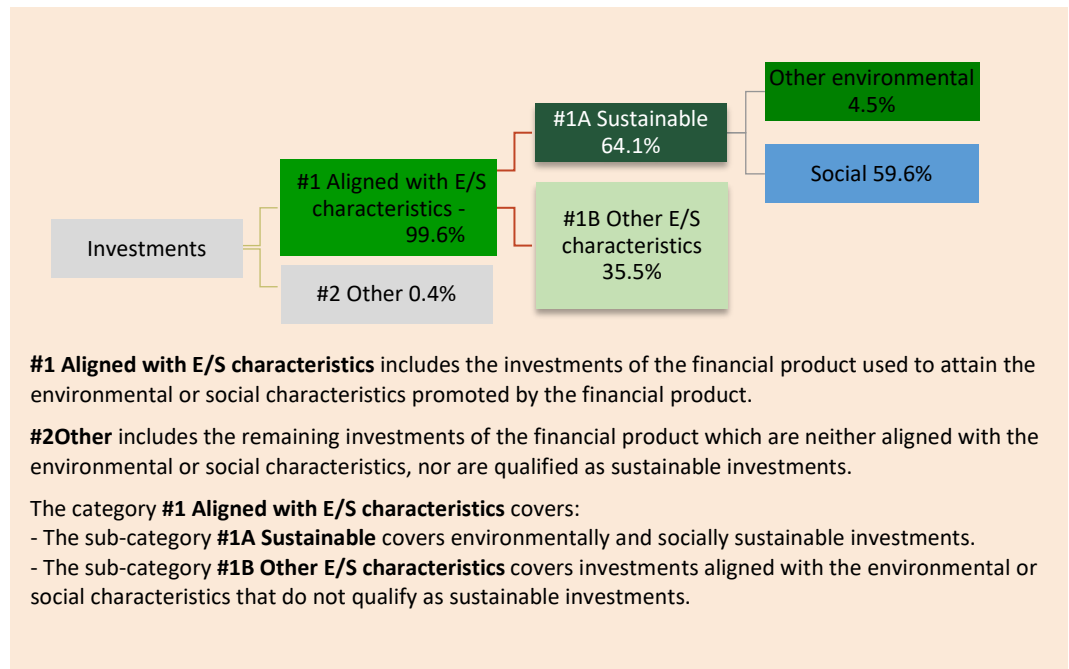 Other environmental
4.5%
#1A Sustainable
64.1%
Social 59.6%
#1 Aligned with E/S
characteristics -
99.6%
#1B Other E/S
characteristics
35.5%
Investments
#2 Other 0.4%
#1 Aligned with E/S characteristics includes the investments of the financial product used to attain the
environmental or social characteristics promoted by the financial product.
#2Other includes the remaining investments of the financial product which are neither aligned with the
environmental or social characteristics, nor are qualified as sustainable investments.
The category #1 Aligned with E/S characteristics covers:
- The sub-category #1A Sustainable covers environmentally and socially sustainable investments.
- The sub-category #1B Other E/S characteristics covers investments aligned with the environmental or
social characteristics that do not qualify as sustainable investments.